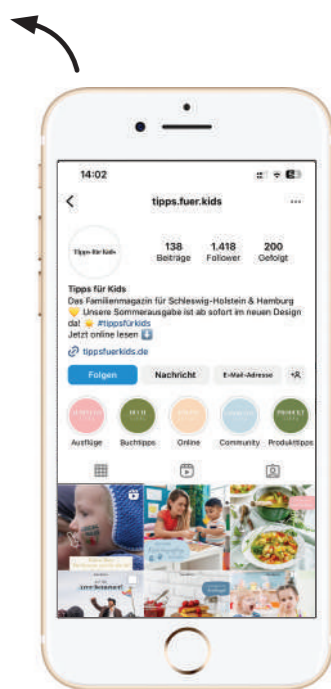 14:02
tipps.fuer.kids
Tipps für Kids
138 1.418 200
Beiträge Follower Gefolgt
Tipps für Kids
Das Familienmagazin für Schleswig-Holstein & Hamburg
Unsere Sommerausgabe ist ab sofort im neuen Design
da! #tippsfürkids
Jetzt online lesen
tippsfuerkids.de
Folgen Nachricht E-Mail-Adresse
Ausflüge Buchtipps Online Community Produkttipps